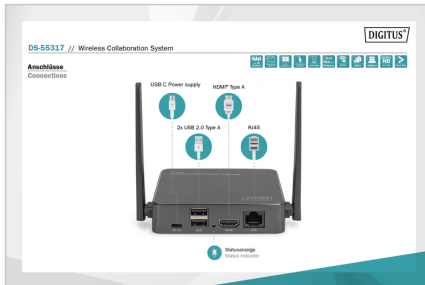 DIGITUS®
DS-55317 // Wireless Collaboration System
Anschlüsse
Connections
USB C Power supply
HDMI® Type A
2x USB 2.0 Type A
RJ45
Statusanzeige
Status indicator